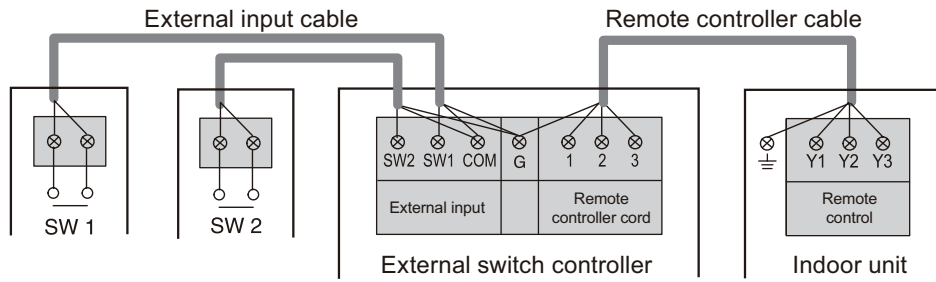 External input cable
Remote controller cable
SW 1
SW 2
SW2 SW1 COM G 1 2 3
External input
Remote
controller cord
External switch controller
Y1 Y2 Y3
Remote
control
Indoor unit